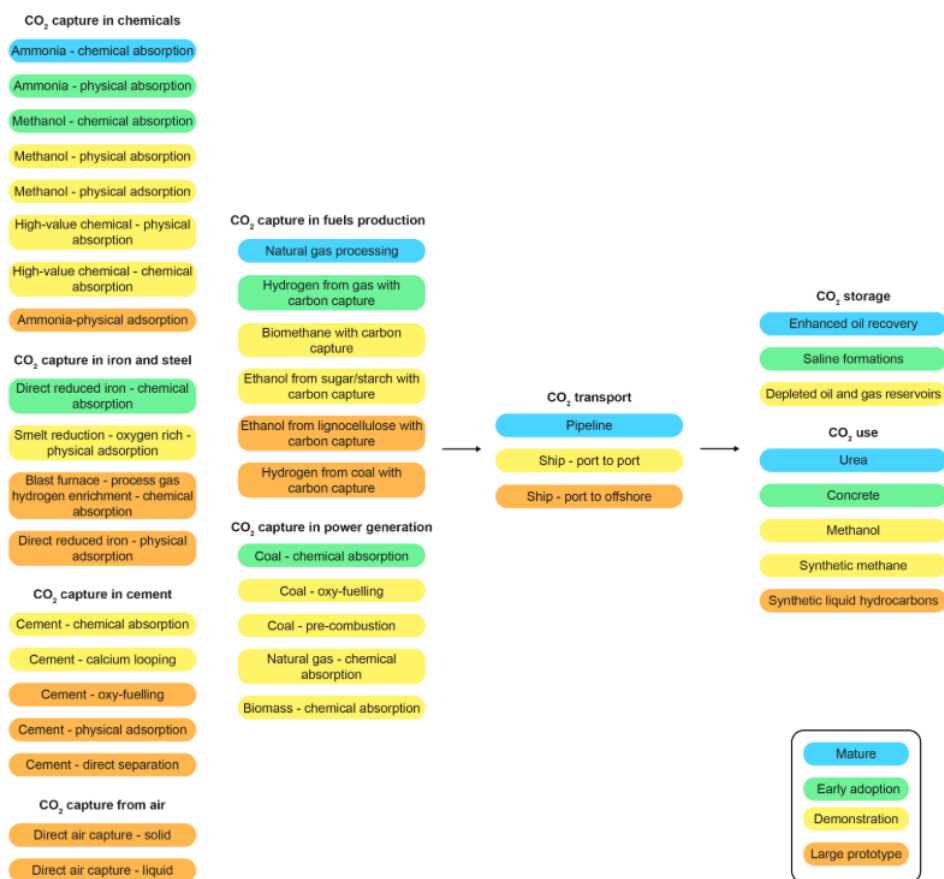 CO₂ capture in chemicals
Ammonia - chemical absorption
Ammonia - physical absorption
Methanol - chemical absorption
Methanol - physical absorption
Methanol - physical adsorption
High-value chemical - physical
absorption
High-value chemical - chemical
absorption
Ammonia-physical adsorption
CO₂ capture in iron and steel
Direct reduced iron - chemical
absorption
Smelt reduction - oxygen rich -
physical adsorption
Blast furnace - process gas
hydrogen enrichment - chemical
absorption
Direct reduced iron - physical
adsorption
CO₂ capture in cement
Cement - chemical absorption
Cement - calcium looping
Cement - oxy-fuelling
Cement - physical adsorption
Cement - direct separation
CO₂ capture from air
Direct air capture - solid
Direct air capture - liquid
CO₂ capture in fuels production
Natural gas processing
Hydrogen from gas with
carbon capture
Biomethane with carbon
capture
Ethanol from sugar/starch with
carbon capture
Ethanol from lignocellulose with
carbon capture
Hydrogen from coal with
carbon capture
CO₂ capture in power generation
Coal - chemical absorption
Coal - oxy-fuelling
Coal - pre-combustion
Natural gas - chemical
absorption
Biomass - chemical absorption
CO₂ transport
Pipeline
Ship - port to port
Ship - port to offshore
CO₂ storage
Enhanced oil recovery
Saline formations
Depleted oil and gas reservoirs
CO₂ use
Urea
Concrete
Methanol
Synthetic methane
Synthetic liquid hydrocarbons
Mature
Early adoption
Demonstration
Large prototype